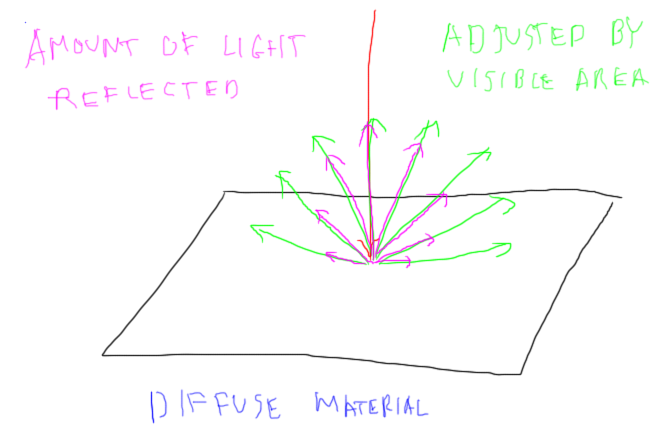 AMOUNT OF LIGHT
REFLECTED
ADJUSTED BY
VISIBLE AREA
DIFFUSE MATERIAL